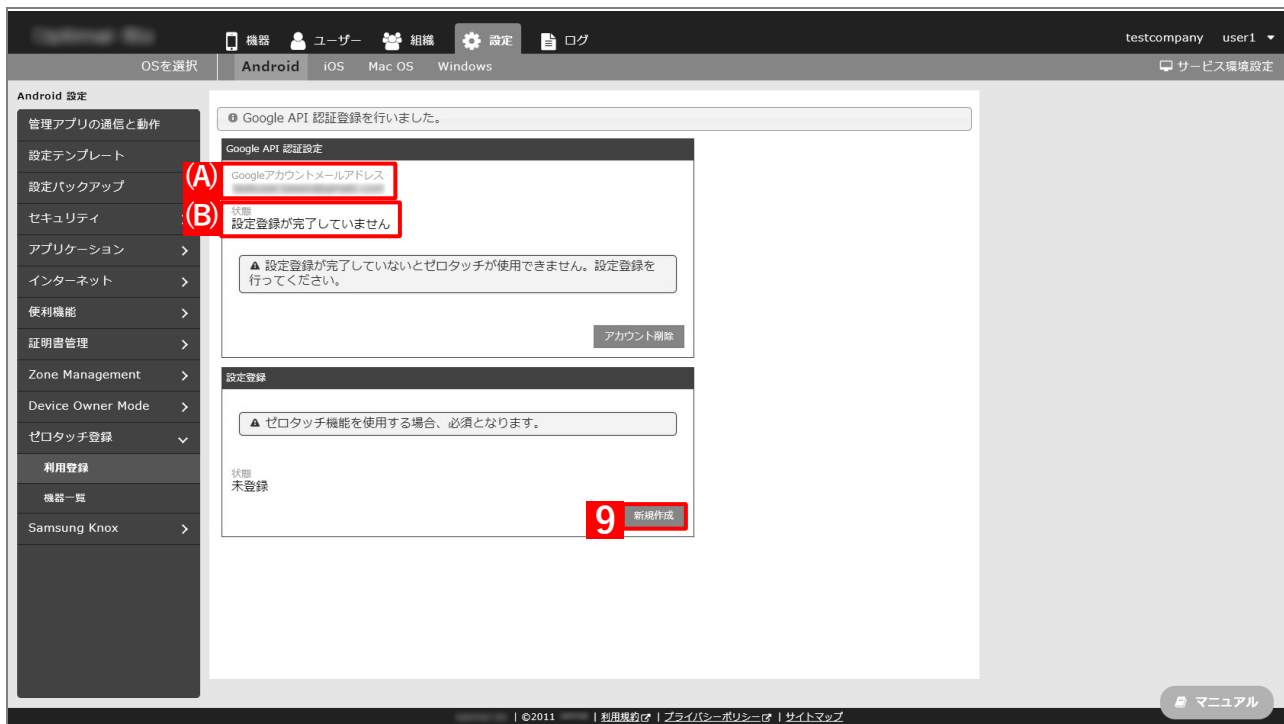 機器 ユーザー 組織 設定 ログ testcompany user1
OSを選択 Android iOS Mac OS Windows サービス環境設定
Android 設定
管理アプリの通信と動作
設定テンプレート
設定バックアップ
セキュリティ
アプリケーション
インターネット
便利機能
証明書管理
Zone Management
Device Owner Mode
ゼロタッチ登録
利用登録
機器一覧
Samsung Knox
Google API 認証登録を行いました。
Google API 認証設定
(A)
Googleアカウントメールアドレス
(B)
状態
設定登録が完了していません
設定登録が完了していないとゼロタッチが使用できません。設定登録を
行ってください。
アカウント削除
設定登録
ゼロタッチ機能を使用する場合、必須となります。
状態
未登録
9 新規作成
マニュアル
| ©2011 | 利用規約 | プライバシーポリシー | サイトマップ